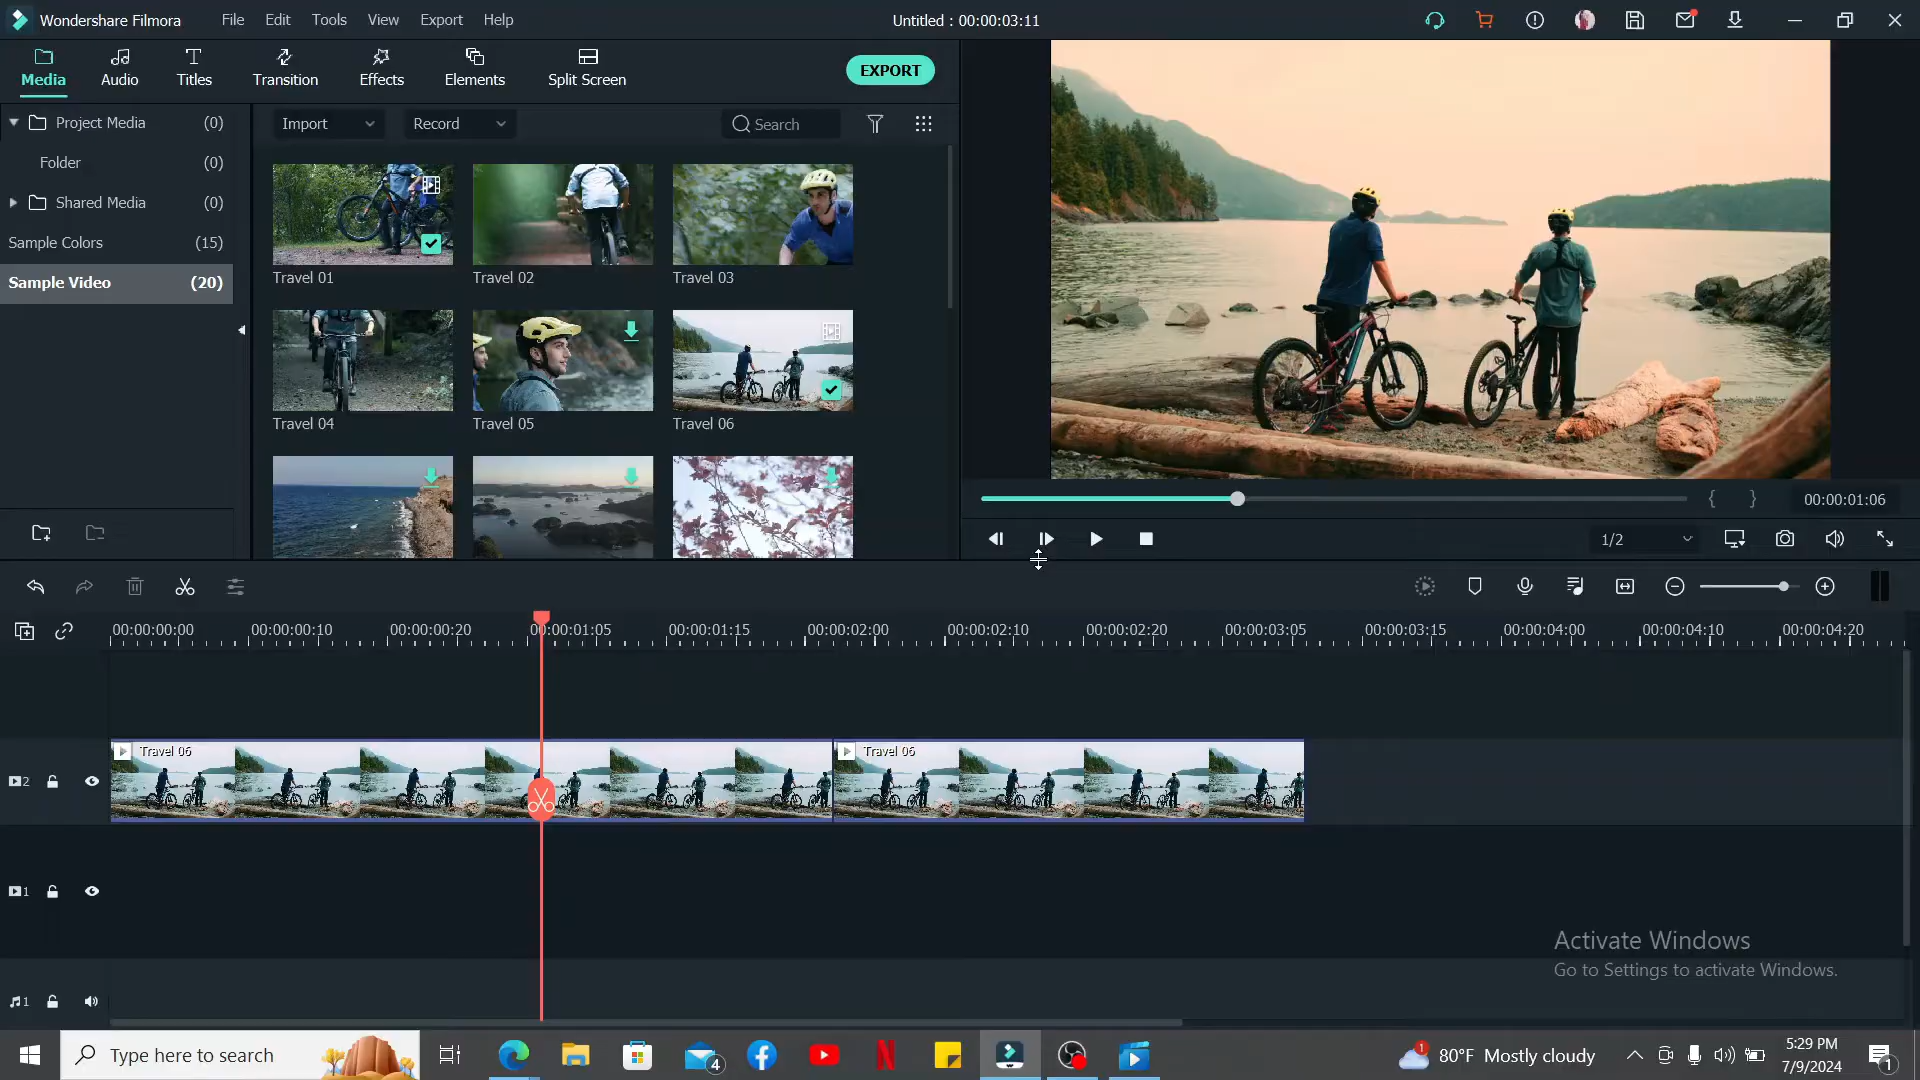 Wondershare Filmora
File
Edit
Tools
View
Export
Help
Untitled : 00:00:03:11
Media
Audio
Titles
Transition
Effects
Elements
Split Screen
EXPORT
Project Media (0)
Folder (0)
Shared Media (0)
Sample Colors (15)
Sample Video (20)
Import
Record
Search
Travel 01
Travel 02
Travel 03
Travel 04
Travel 05
Travel 06
{ }
00:00:01:06
1/2
00:00:00:00
00:00:00:10
00:00:00:20
00:00:01:05
00:00:01:15
00:00:02:00
00:00:02:10
00:00:02:20
00:00:03:05
00:00:03:15
00:00:04:00
00:00:04:10
00:00:04:20
2
Travel 06
Travel 06
1
1
Activate Windows
Go to Settings to activate Windows.
Type here to search
4
1
80°F Mostly cloudy
5:29 PM
7/9/2024
1